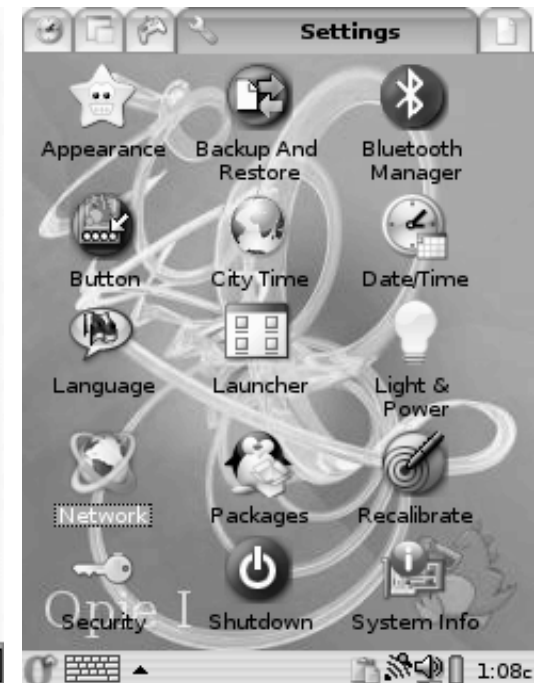 Settings
Appearance
Backup And
Restore
Bluetooth
Manager
Button
City Time
Date/Time
Language
Launcher
Light &
Power
Network
Packages
Recalibrate
Security
Shutdown
System Info
Opie I
1:08c